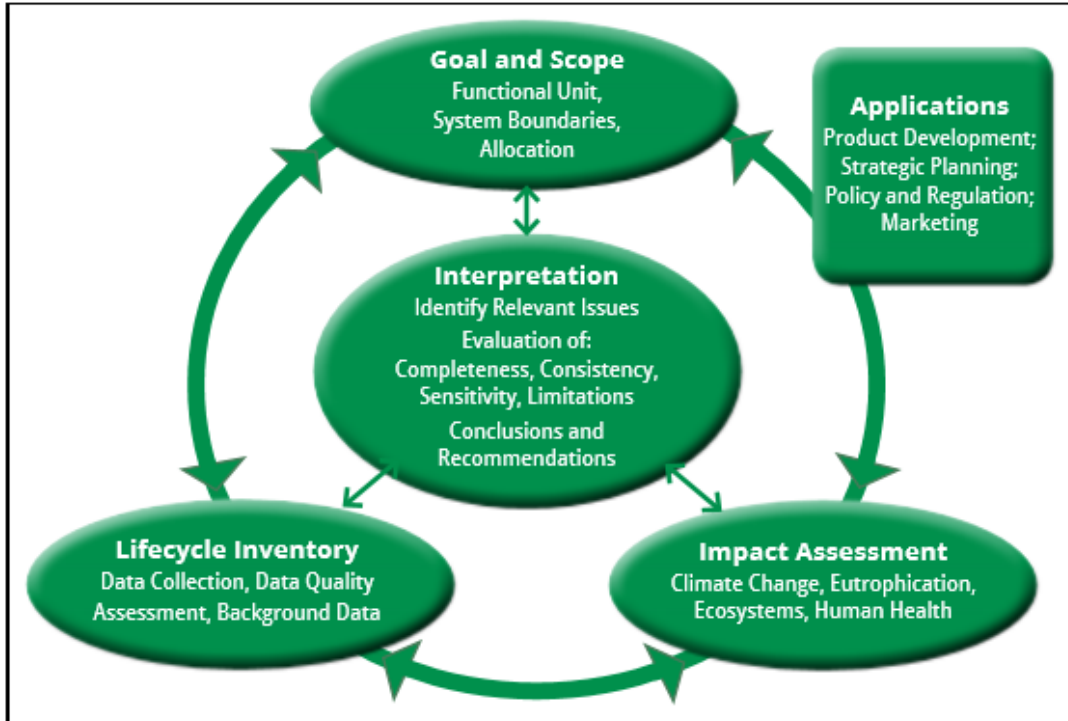 Goal and Scope
Functional Unit,
System Boundaries,
Allocation
Applications
Product Development;
Strategic Planning;
Policy and Regulation;
Marketing
Interpretation
Identify Relevant Issues
Evaluation of:
Completeness, Consistency,
Sensitivity, Limitations
Conclusions and
Recommendations
Lifecycle Inventory
Data Collection, Data Quality
Assessment, Background Data
Impact Assessment
Climate Change, Eutrophication,
Ecosystems, Human Health